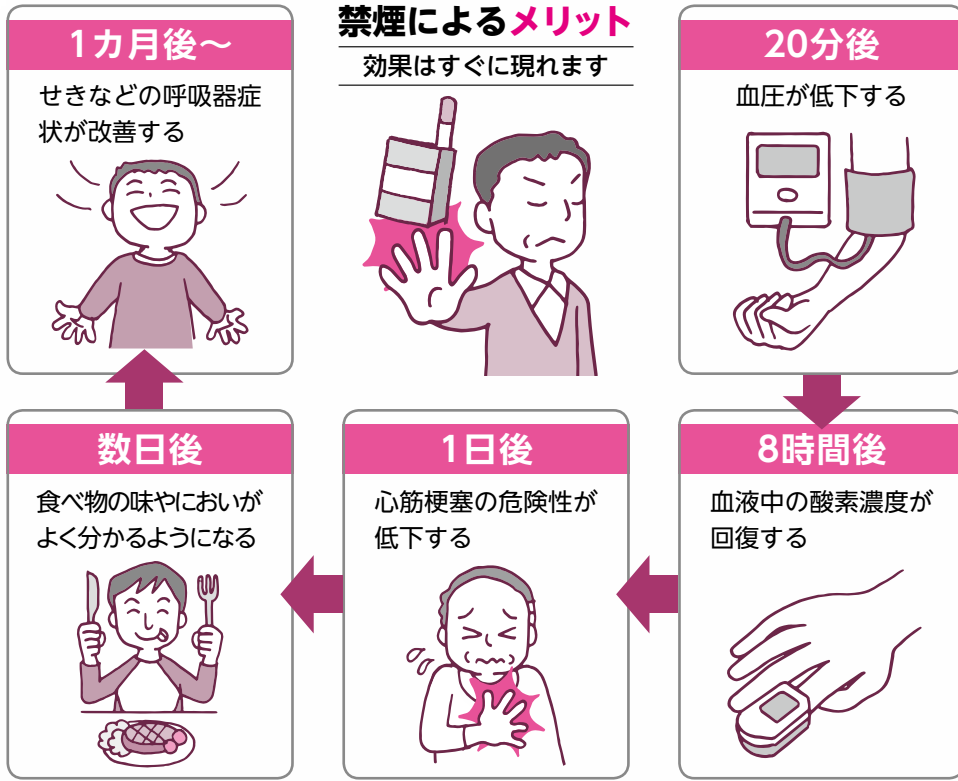 禁煙によるメリット
効果はすぐに現れます
20分後
血圧が低下する
8時間後
血液中の酸素濃度が
回復する
1日後
心筋梗塞の危険性が
低下する
数日後
食べ物の味やにおいが
よく分かるようになる
1カ月後～
せきなどの呼吸器症
状が改善する